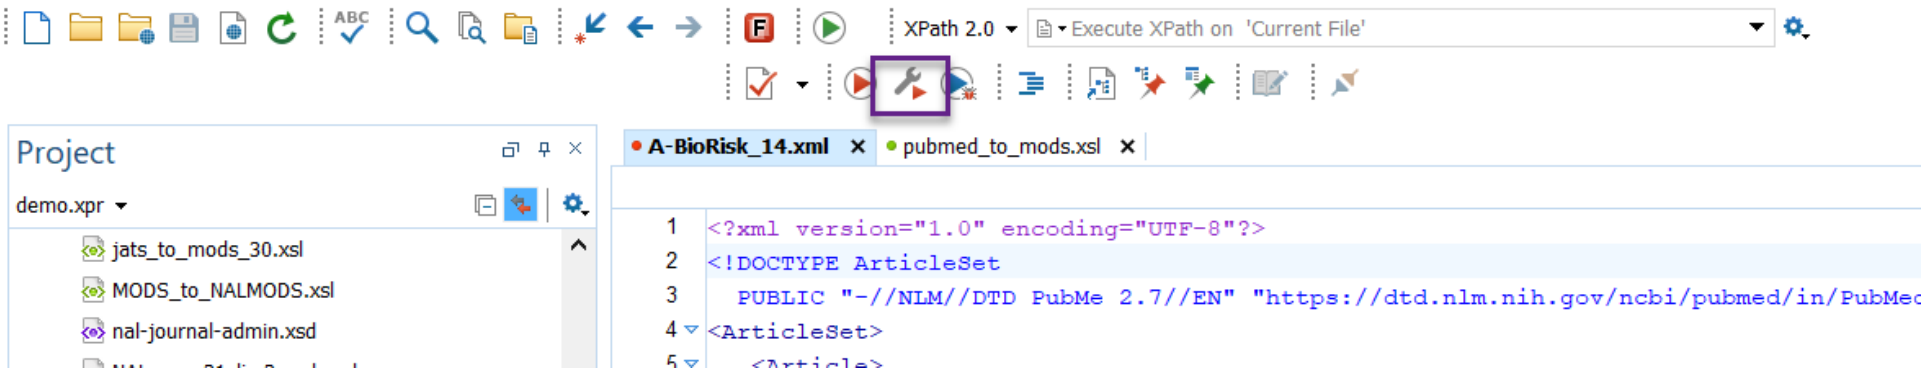 ABC
F
XPath 2.0
Execute XPath on 'Current File'
Project
A-BioRisk_14.xml
pubmed_to_mods.xsl
demo.xpr
jats_to_mods_30.xsl
MODS_to_NALMODS.xsl
nal-journal-admin.xsd
1 <?xml version="1.0" encoding="UTF-8"?>
2 <!DOCTYPE ArticleSet
3 PUBLIC "-//NLM//DTD PubMe 2.7//EN" "https://dtd.nlm.nih.gov/ncbi/pubmed/in/PubMed
4 <ArticleSet>
5 <Article>